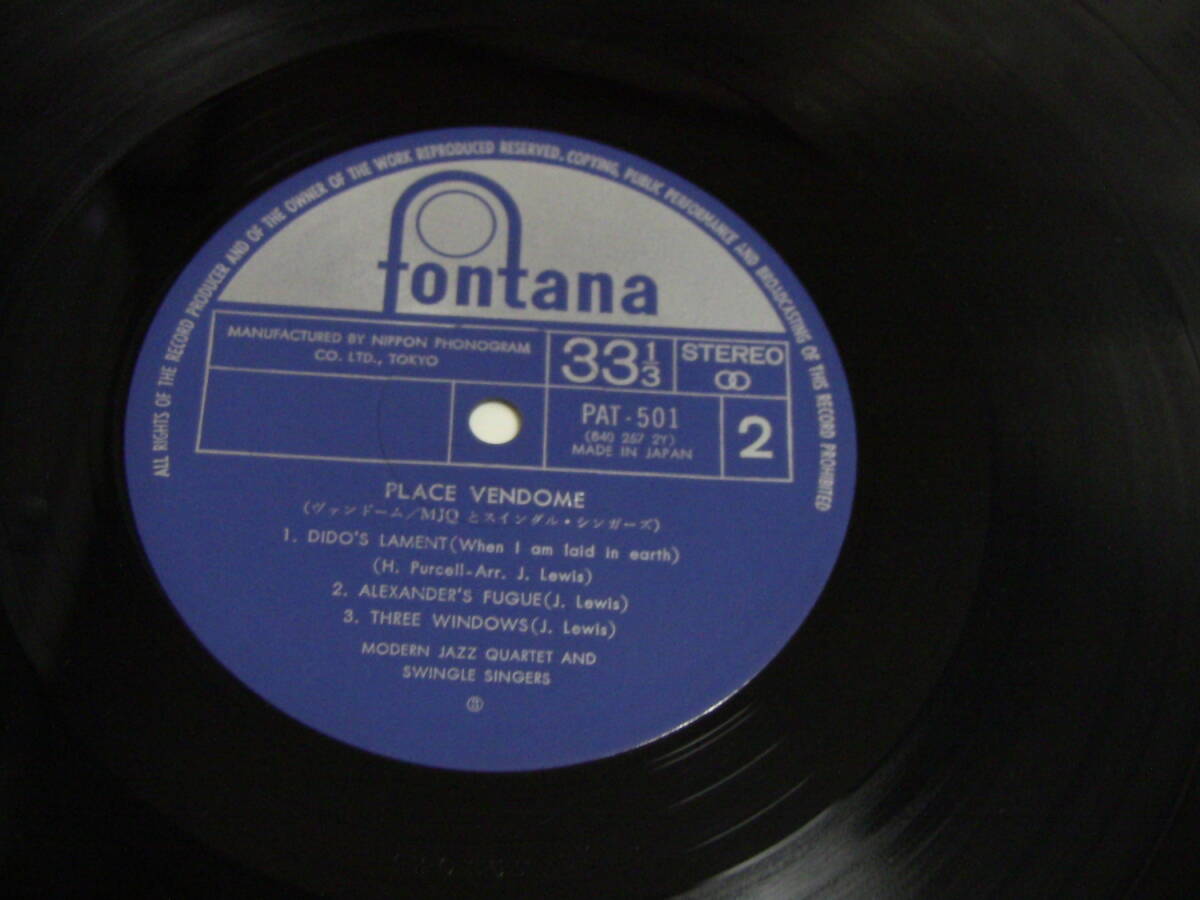 ALL RIGHTS OF THE RECORD PRODUCER AND OF THE OWNER OF THE WORK REPRODUCED RESERVED. COPYING, PUBLIC PERFORMANCE AND BROADCASTING OF THIS RECORD PROHIBITED
fontana
MANUFACTURED BY NIPPON PHONOGRAM
CO. LTD., TOKYO
33 1/3
STEREO
PAT-501
(840 257 2Y)
MADE IN JAPAN
2
PLACE VENDOME
(ヴァンドーム/MJQ とスイングル・シンガーズ)
1. DIDO'S LAMENT(When I am laid in earth)
(H. Purcell-Arr. J. Lewis)
2. ALEXANDER'S FUGUE(J. Lewis)
3. THREE WINDOWS(J. Lewis)
MODERN JAZZ QUARTET AND
SWINGLE SINGERS